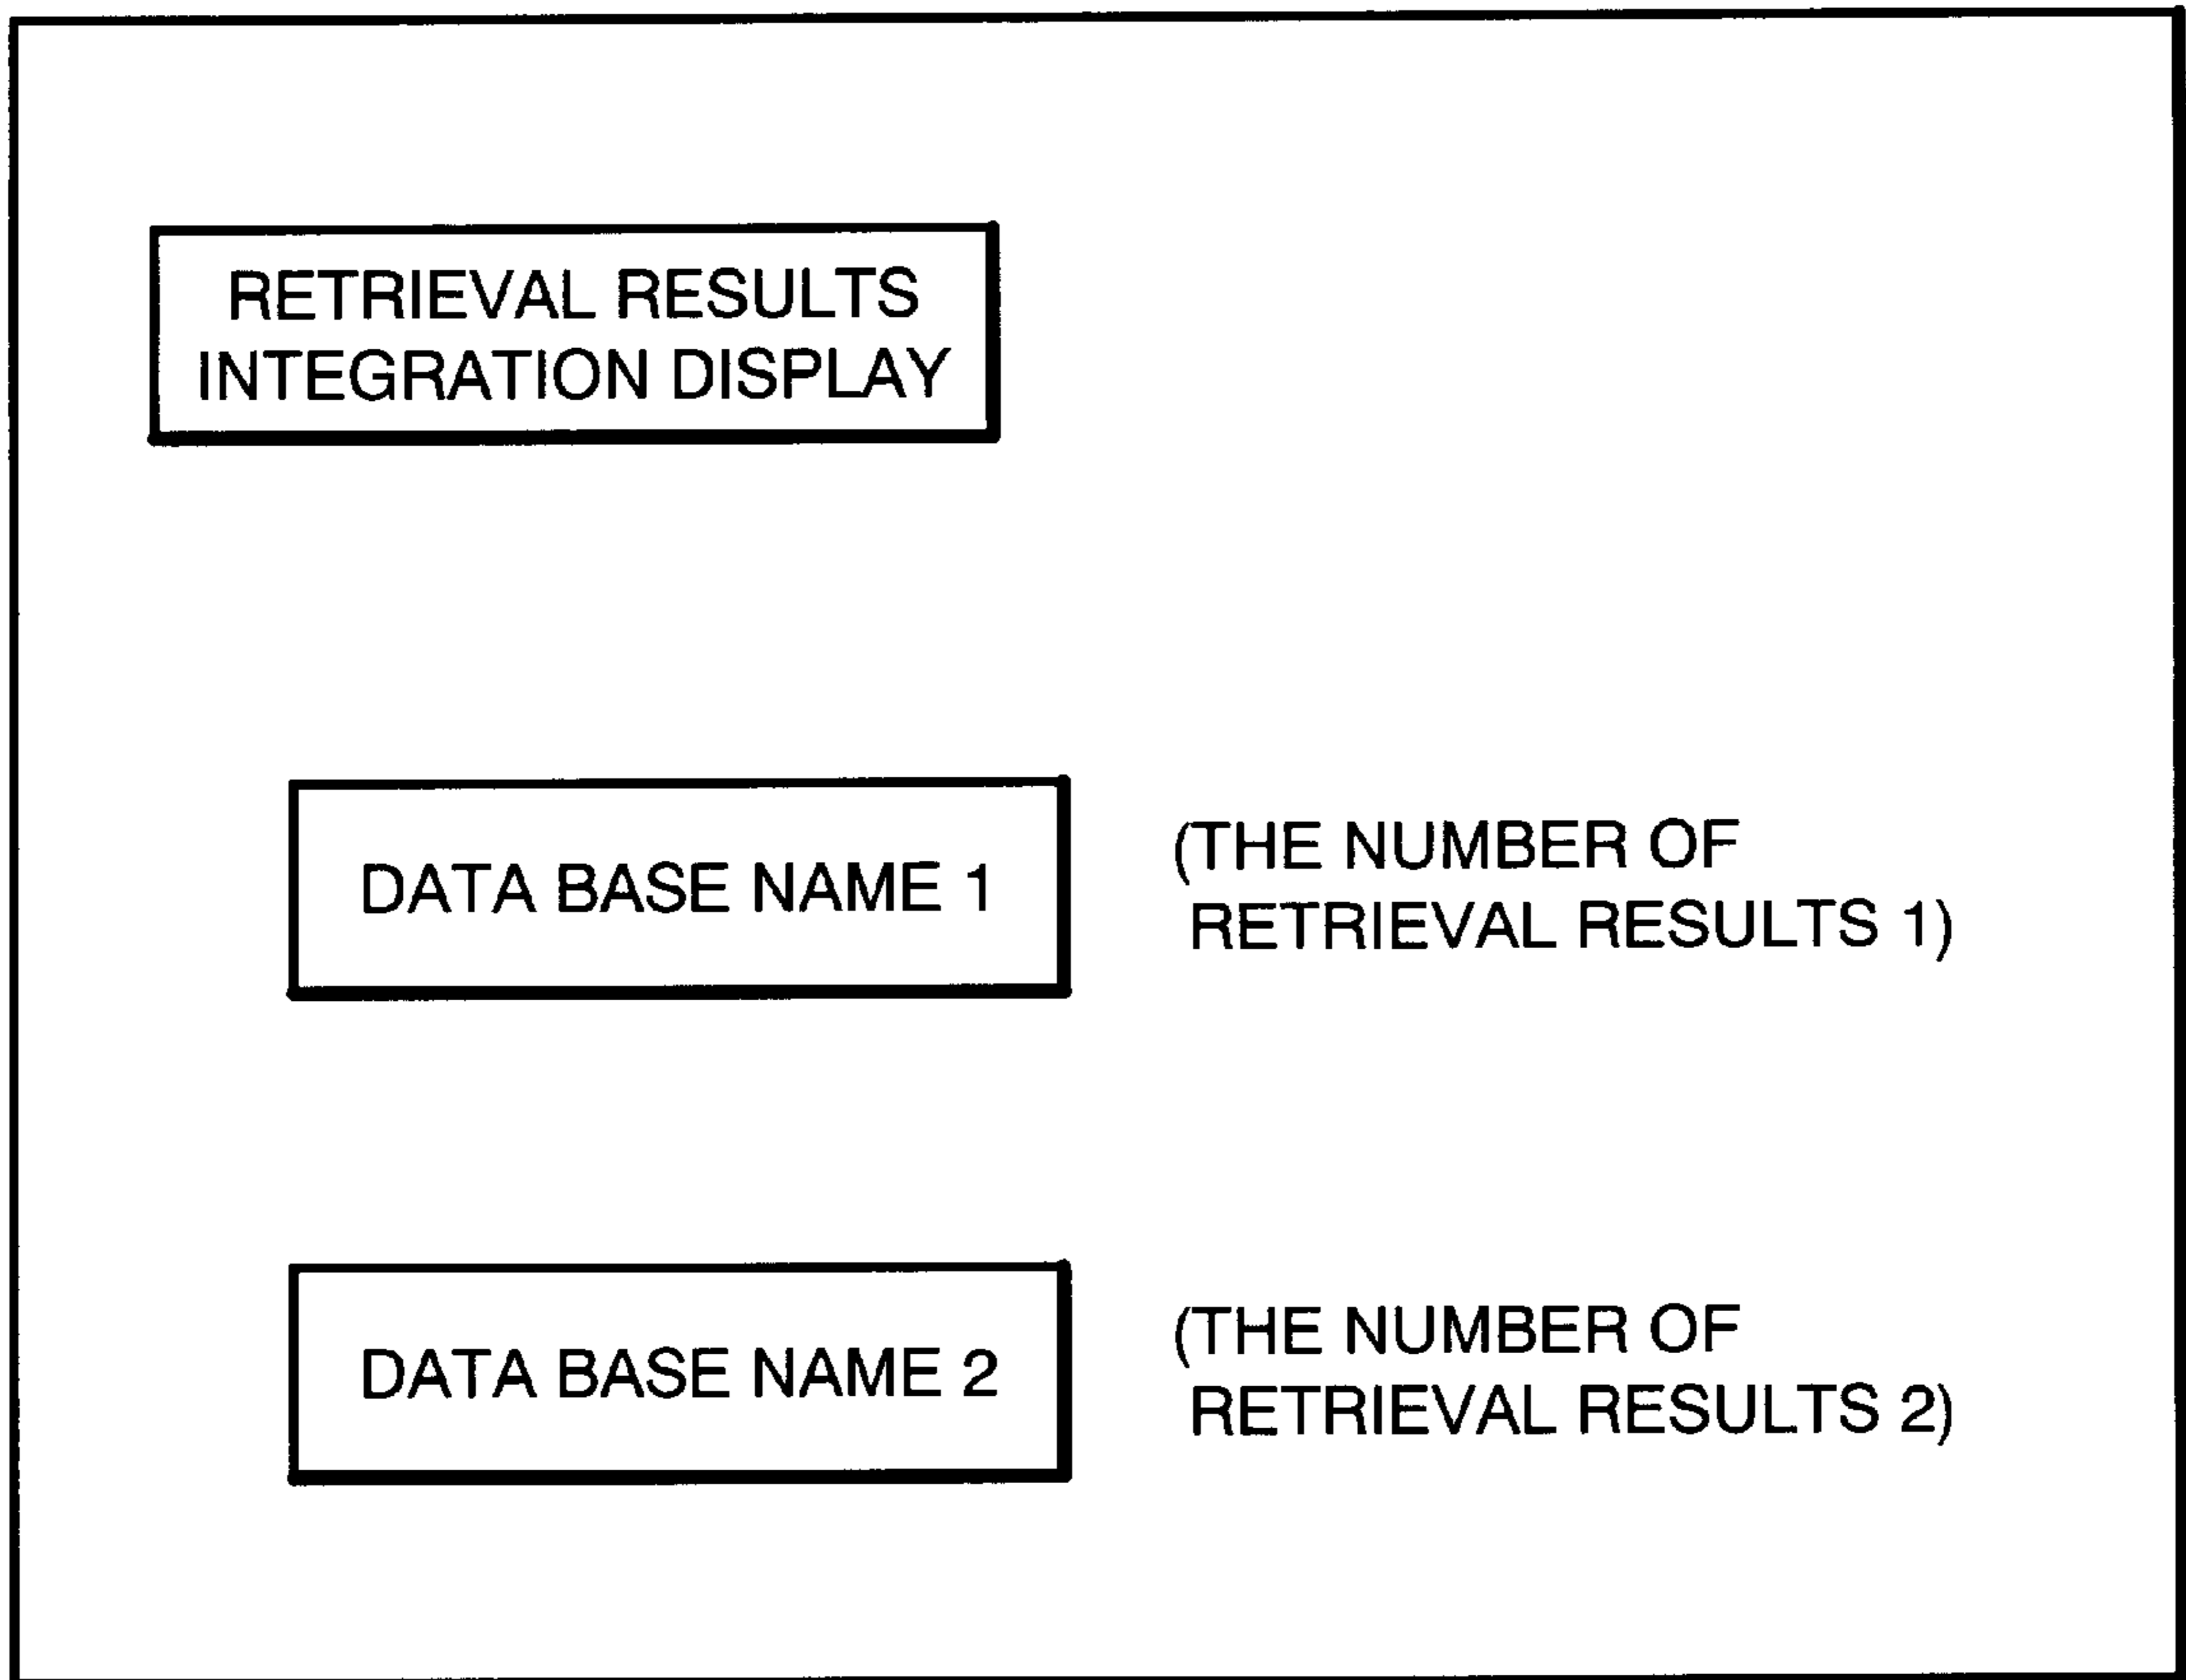 RETRIEVAL RESULTS
INTEGRATION DISPLAY
DATA BASE NAME 1
(THE NUMBER OF
RETRIEVAL RESULTS 1)
DATA BASE NAME 2
(THE NUMBER OF
RETRIEVAL RESULTS 2)